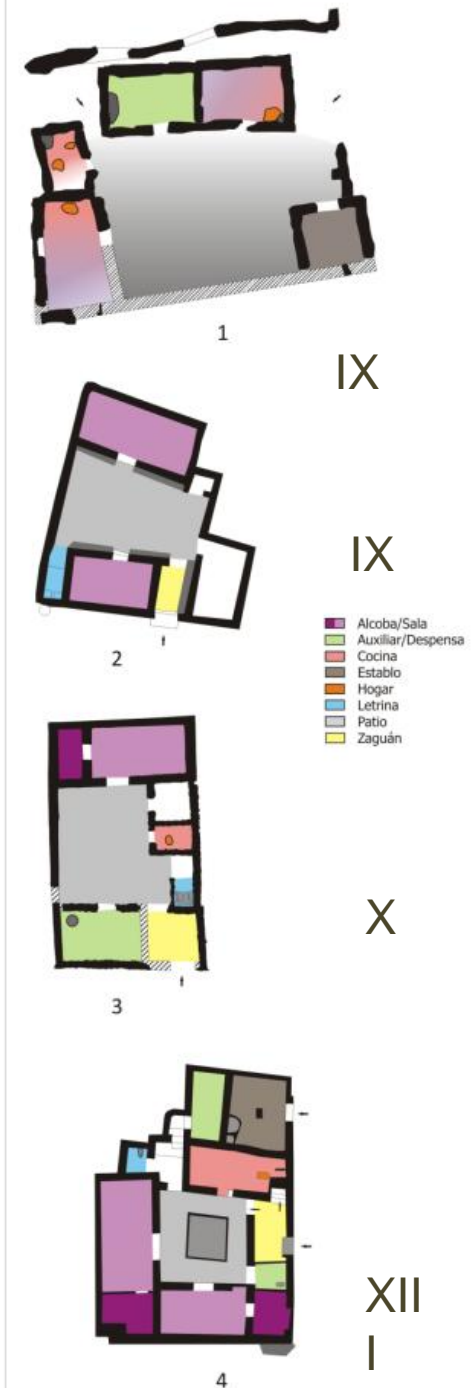 1
IX
IX
2
Alcoba/Sala
Auxiliar/Despensa
Cocina
Establo
Hogar
Letrina
Patio
Zaguán
X
3
XII
I
4